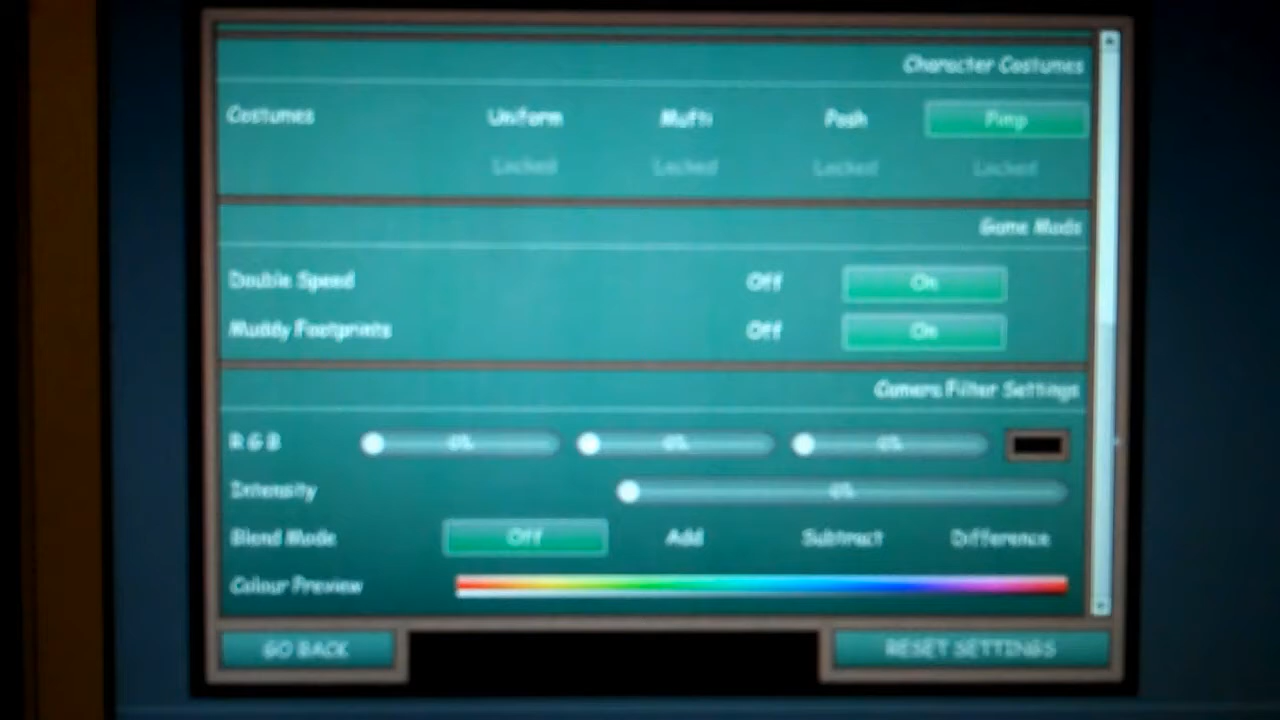 Character Costumes
Costumes Uniform Mufti Posh Pimp
Locked Locked Locked Locked
Game Mods
Double Speed Off On
Muddy Footprints Off On
Camera Filter Settings
R G B 0% 0% 0%
Intensity 0%
Blend Mode Off Add Subtract Difference
Colour Preview
GO BACK RESET SETTINGS